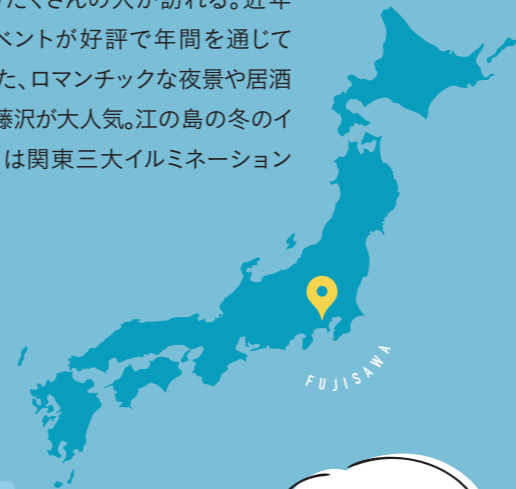 たくさんの人が訪れる。近年
ベントが好評で年間を通じて
た、ロマンチックな夜景や居酒
藤沢が大人気。江の島の冬のイ
は関東三大イルミネーション
FUJISAWA